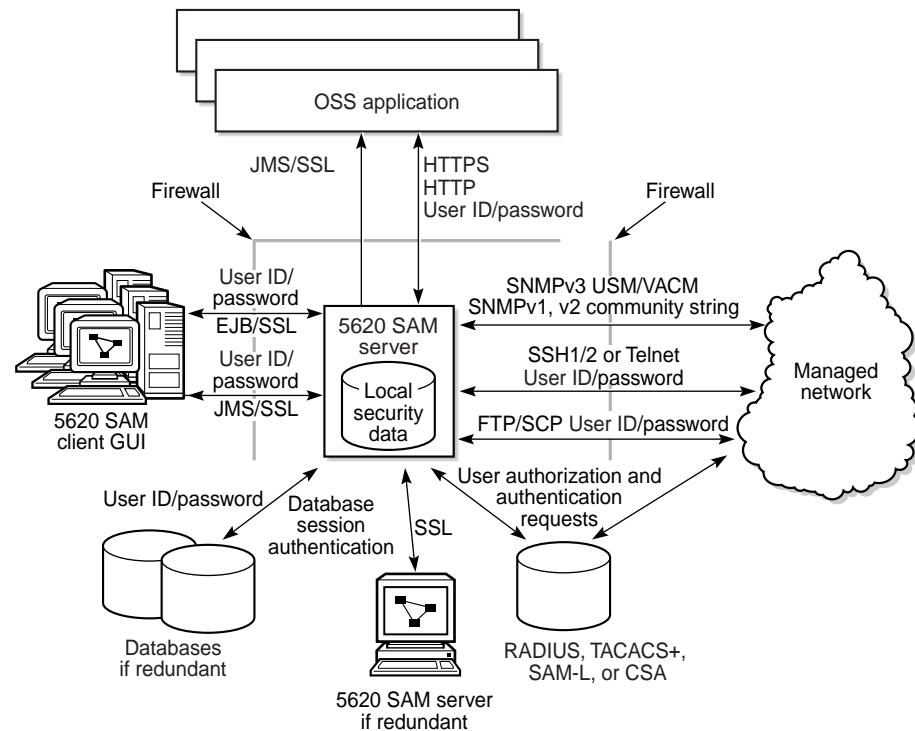 OSS application
JMS/SSL
HTTPS
HTTP
User ID/password
Firewall
Firewall
User ID/
password
EJB/SSL
User ID/
password
JMS/SSL
5620 SAM
client GUI
5620 SAM
server
Local
security
data
SNMPv3 USM/VACM
SNMPv1, v2 community string
SSH1/2 or Telnet
User ID/password
FTP/SCP User ID/password
Managed
network
User ID/password
Database
session
authentication
SSL
User authorization and
authentication
requests
Databases
if redundant
5620 SAM server
if redundant
RADIUS, TACACS+,
SAM-L, or CSA